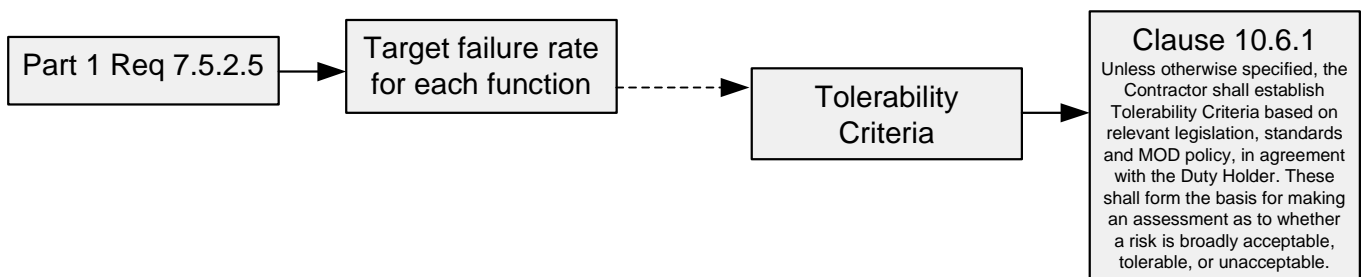 Part 1 Req 7.5.2.5
Target failure rate
for each function
Tolerability
Criteria
Clause 10.6.1
Unless otherwise specified, the
Contractor shall establish
Tolerability Criteria based on
relevant legislation, standards
and MOD policy, in agreement
with the Duty Holder. These
shall form the basis for making
an assessment as to whether
a risk is broadly acceptable,
tolerable, or unacceptable.